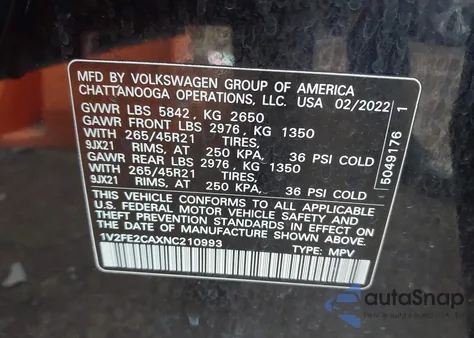 MFD BY VOLKSWAGEN GROUP OF AMERICA
CHATTANOOGA OPERATIONS, LLC. USA 02/2022
GVWR LBS 5842, KG 2650
GAWR FRONT LBS 2976, KG 1350
WITH 265/45R21 TIRES,
9JX21 RIMS, AT 250 KPA, 36 PSI COLD
GAWR REAR LBS 2976, KG 1350
WITH 265/45R21 TIRES,
9JX21 RIMS, AT 250 KPA, 36 PSI COLD
THIS VEHICLE CONFORMS TO ALL APPLICABLE
U.S. FEDERAL MOTOR VEHICLE SAFETY AND
THEFT PREVENTION STANDARDS IN EFFECT ON
THE DATE OF MANUFACTURE SHOWN ABOVE.
1V2FE2CAXNC210993 TYPE: MPV
5049176 1
autoSnap